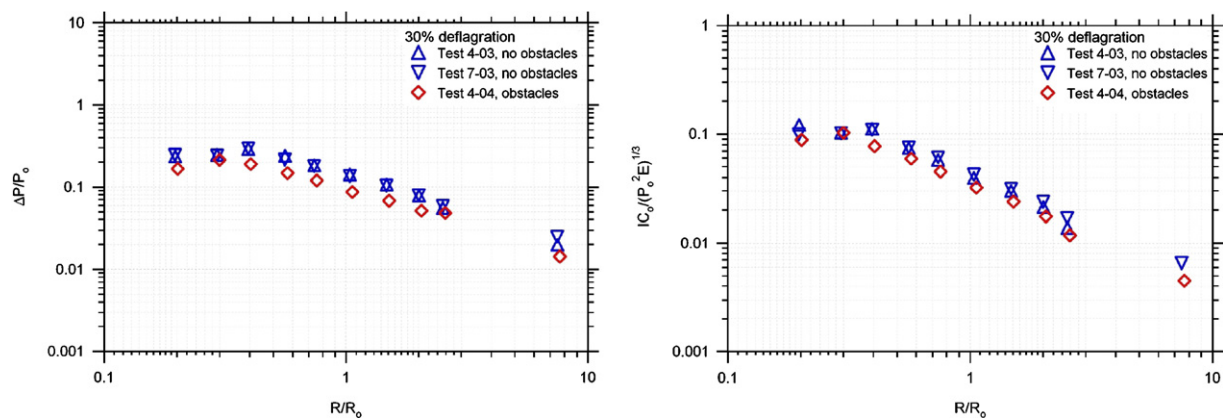 30% deflagration
Test 4-03, no obstacles
Test 7-03, no obstacles
Test 4-04, obstacles
10
1
0.1
0.01
0.001
ΔP/Pₒ
0.1
1
10
R/Rₒ
30% deflagration
Test 4-03, no obstacles
Test 7-03, no obstacles
Test 4-04, obstacles
1
0.1
0.01
0.001
ICₒ/(Pₒ²E)¹ᐟ³
0.1
1
10
R/Rₒ